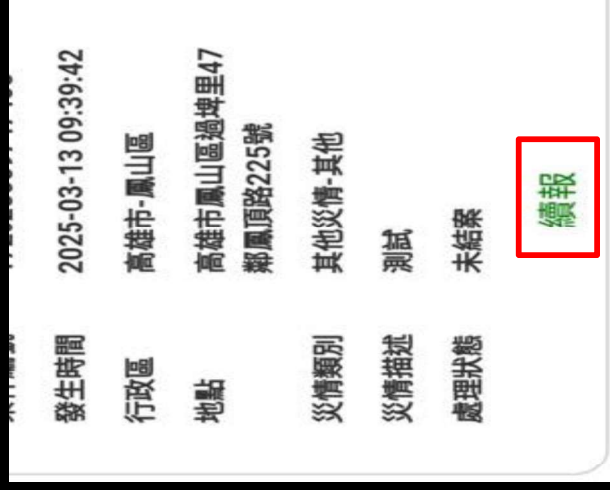 發生時間 2025-03-13 09:39:42
行政區 高雄市-鳳山區
地點 高雄市鳳山區過埤里47
鄰鳳頂路225號
災情類別 其他災情-其他
災情描述 測試
處理狀態 未結案
續報